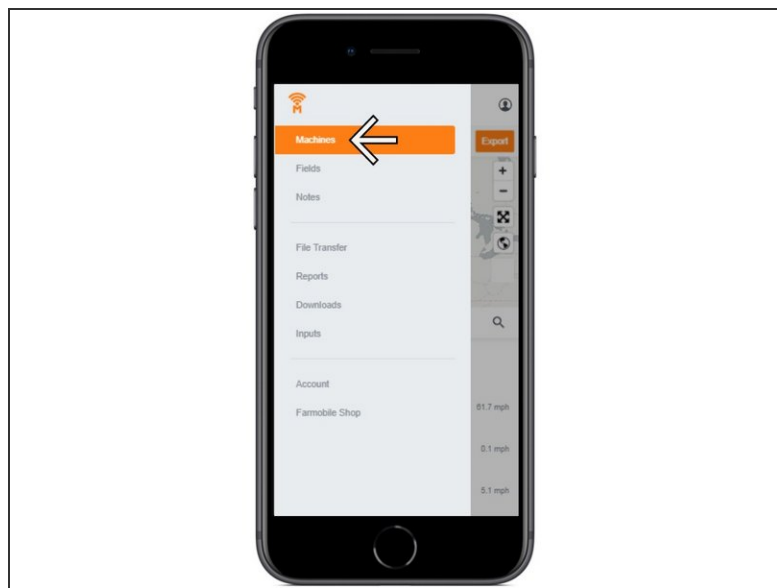 M
Machines
Export
Fields
Notes
File Transfer
Reports
Downloads
Inputs
Account
61.7 mph
Farmobile Shop
0.1 mph
5.1 mph